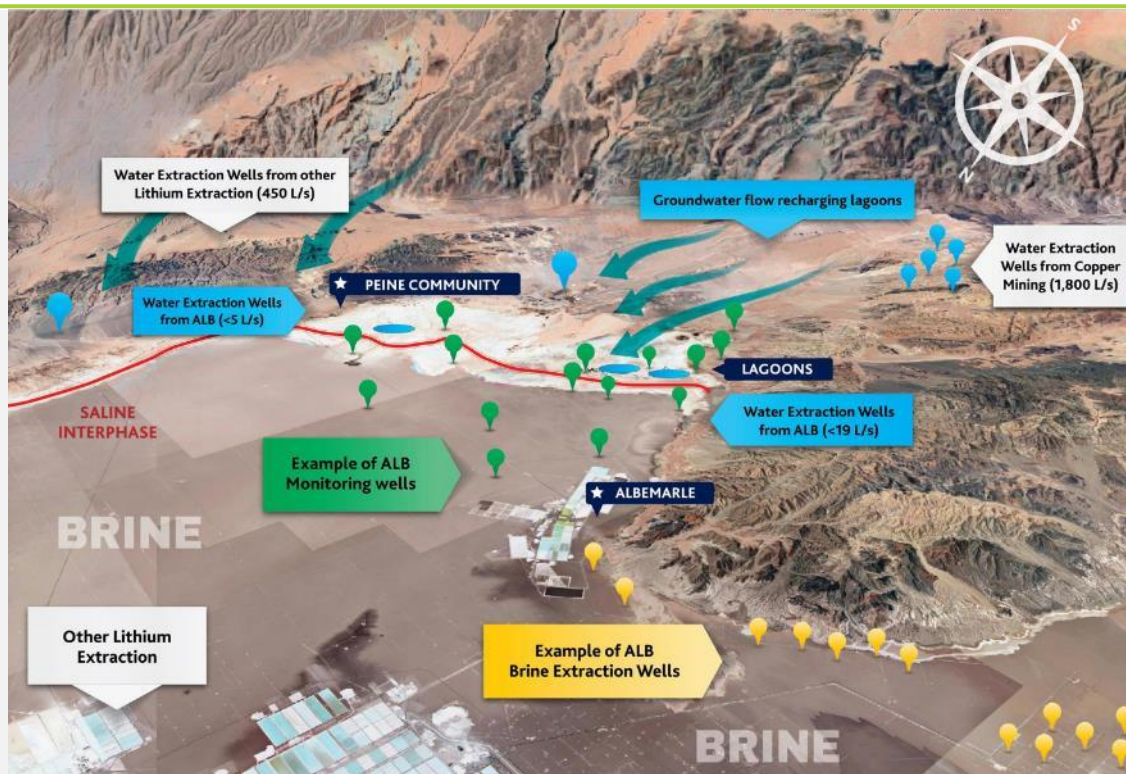 S
N
Water Extraction Wells from other
Lithium Extraction (450 L/s)
Groundwater flow recharging lagoons
Water Extraction
Wells from Copper
Mining (1,800 L/s)
PEINE COMMUNITY
Water Extraction Wells
from ALB (<5 L/s)
LAGOONS
SALINE
INTERPHASE
Water Extraction Wells
from ALB (<19 L/s)
Example of ALB
Monitoring wells
ALBEMARLE
BRINE
Other Lithium
Extraction
Example of ALB
Brine Extraction Wells
BRINE